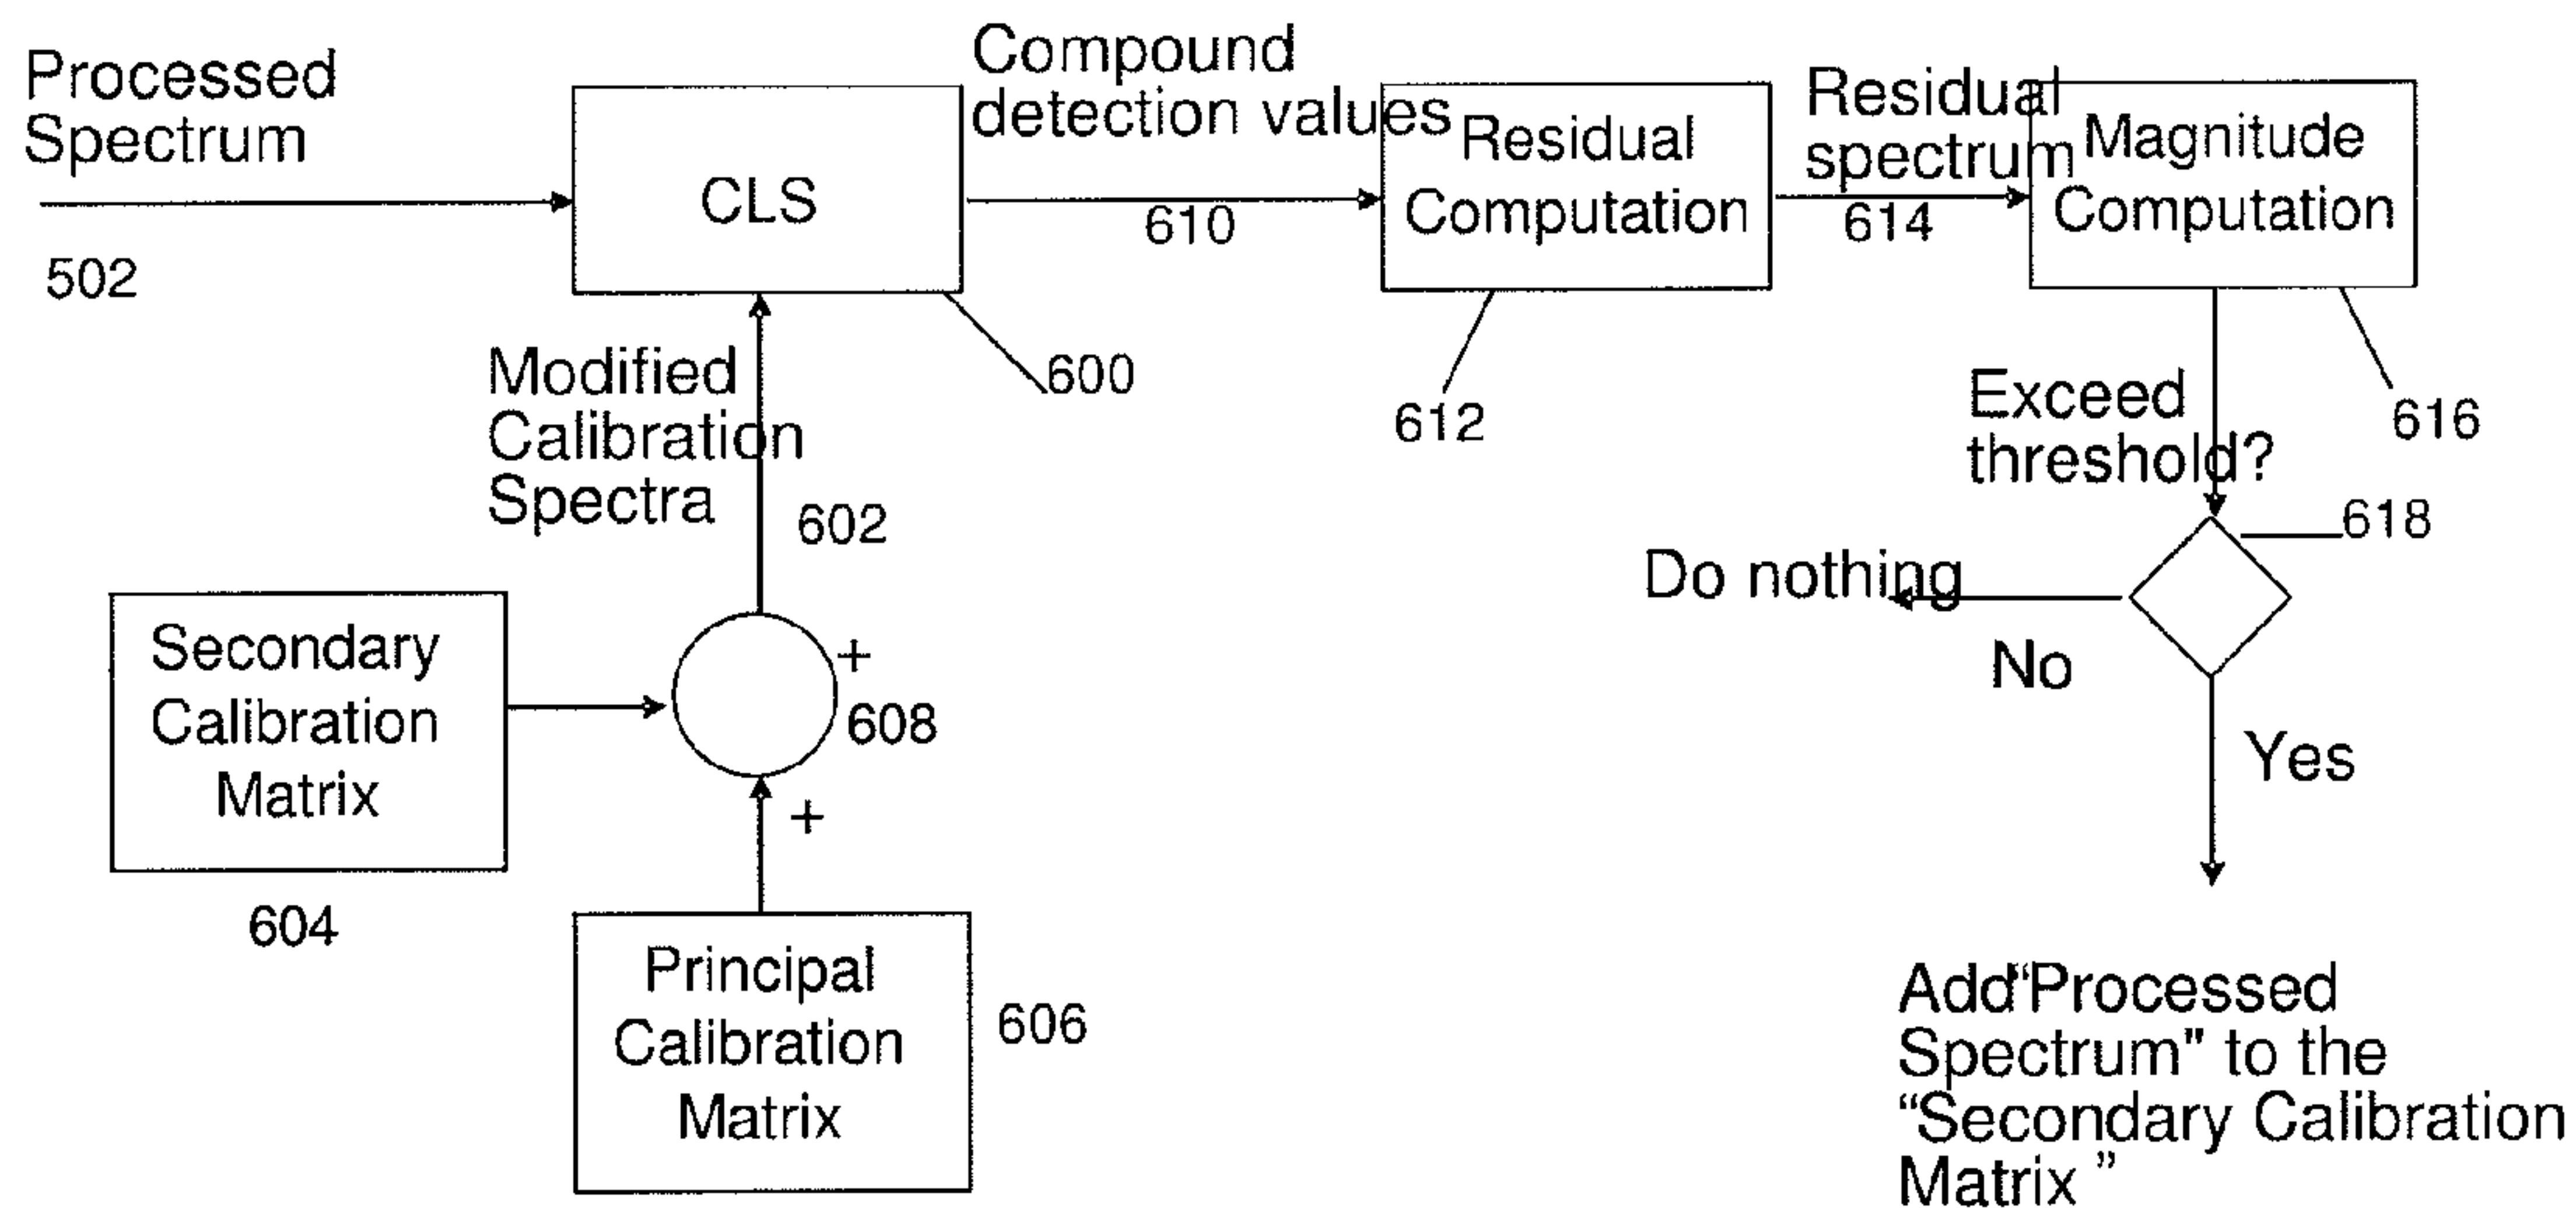 Processed
Spectrum
502
CLS
600
Compound
detection values
610
Residual
Computation
612
Residual
spectrum
614
Magnitude
Computation
616
Modified
Calibration
Spectra
602
Exceed
threshold?
618
Do nothing
No
Yes
Secondary
Calibration
Matrix
604
+
608
+
Principal
Calibration
Matrix
606
Add“Processed
Spectrum" to the
“Secondary Calibration
Matrix ”